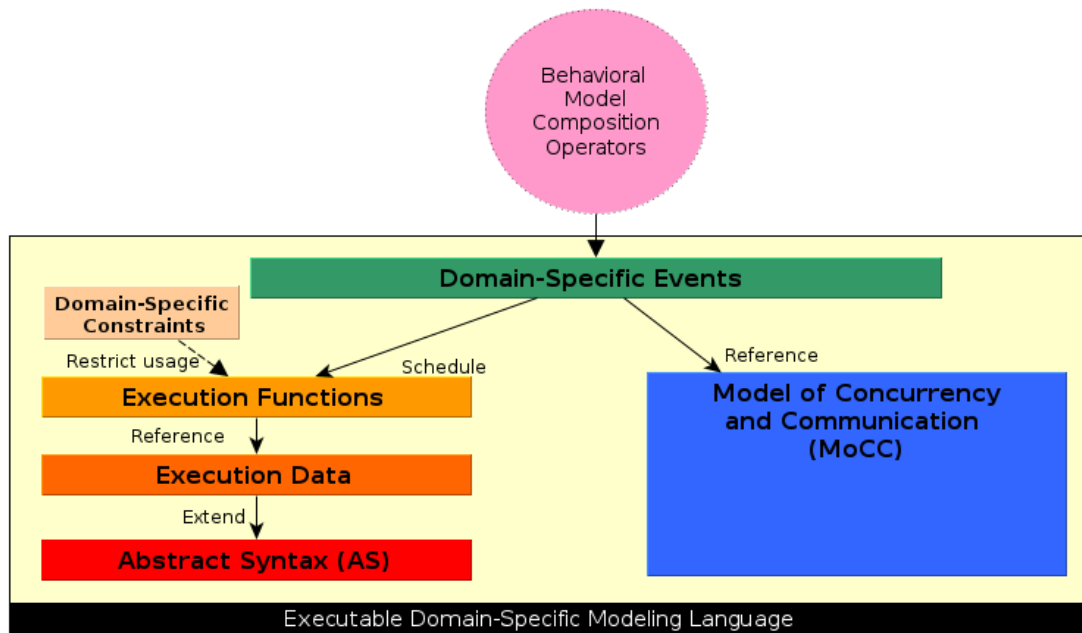 Behavioral
Model
Composition
Operators
Domain-Specific Events
Domain-Specific
Constraints
Restrict usage
Schedule
Reference
Execution Functions
Model of Concurrency
and Communication
(MoCC)
Reference
Execution Data
Extend
Abstract Syntax (AS)
Executable Domain-Specific Modeling Language